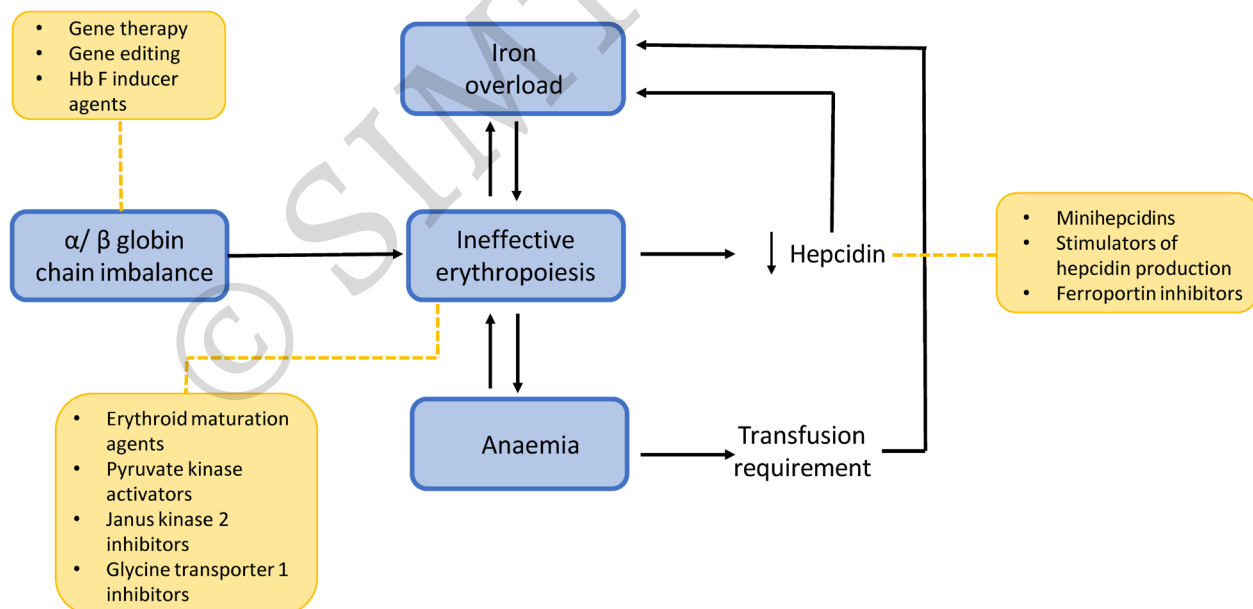 • Gene therapy
• Gene editing
• Hb F inducer
agents
Iron
overload
α/ β globin
chain imbalance
Ineffective
erythropoiesis
↓ Hepcidin
• Minihepcidins
• Stimulators of
hepcidin production
• Ferroportin inhibitors
• Erythroid maturation
agents
• Pyruvate kinase
activators
• Janus kinase 2
inhibitors
• Glycine transporter 1
inhibitors
Anaemia
Transfusion
requirement
© SIMT